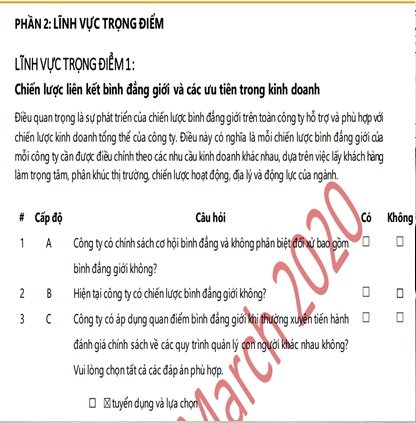 PHẦN 2: LĨNH VỰC TRỌNG ĐIỂM
LĨNH VỰC TRỌNG ĐIỂM 1:
Chiến lược liên kết bình đẳng giới và các ưu tiên trong kinh doanh
Điều quan trọng là sự phát triển của chiến lược bình đẳng giới trên toàn công ty hỗ trợ và phù hợp với
chiến lược kinh doanh tổng thể của công ty. Điều này có nghĩa là mỗi chiến lược bình đẳng giới của
mỗi công ty cần được điều chỉnh theo các nhu cầu kinh doanh khác nhau, dựa trên việc lấy khách hàng
làm trọng tâm, phân khúc thị trường, chiến lược hoạt động, địa lý và động lực của ngành.
# Cấp độ Câu hỏi Có Không
1 A Công ty có chính sách cơ hội bình đẳng và không phân biệt đối xử bao gồm ☐ ☐
bình đẳng giới không?
2 B Hiện tại công ty có chiến lược bình đẳng giới không? ☐ ☐
3 C Công ty có áp dụng quan điểm bình đẳng giới khi thường xuyên tiến hành ☐ ☐
đánh giá chính sách về các quy trình quản lý con người khác nhau không?
Vui lòng chọn tất cả các đáp án phù hợp.
☐ ☒ tuyển dụng và lựa chọn
March 2020